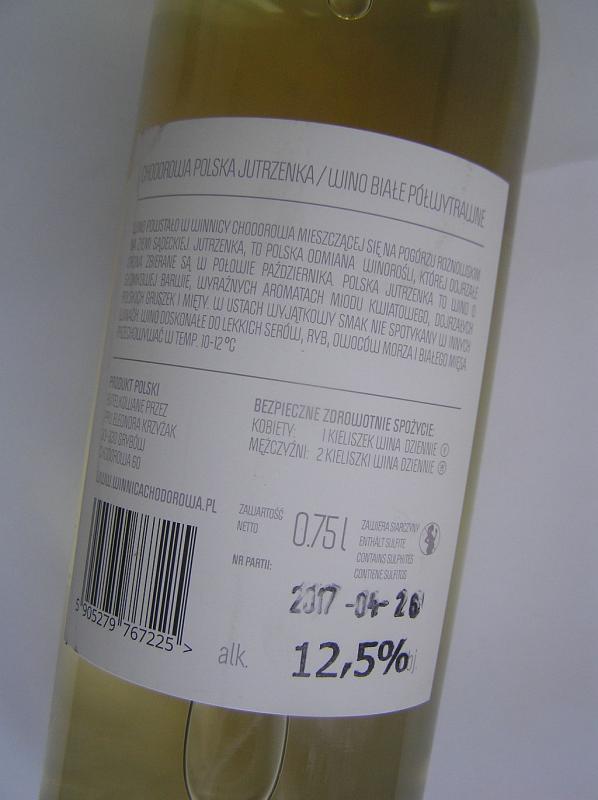 CHODOROWA POLSKA JUTRZENKA / WINO BIAŁE PÓŁWYTRAWNE
WINO POWSTAŁO W WINNICY CHODOROWA MIESZCZĄCEJ SIĘ NA POGÓRZU ROŻNOWSKIM
NA ZIEMI SĄDECKIEJ. JUTRZENKA, TO POLSKA ODMIANA WINOROŚLI, KTÓREJ DOJRZAŁE
GRONA ZBIERANE SĄ W POŁOWIE PAŹDZIERNIKA. POLSKA JUTRZENKA TO WINO O
SŁOMKOWEJ BARWIE, WYRAŹNYCH AROMATACH MIODU KWIATOWEGO, DOJRZAŁYCH
POLSKICH GRUSZEK I MIĘTY. W USTACH WYJĄTKOWY SMAK NIE SPOTYKANY W INNYCH
WINACH. WINO DOSKONAŁE DO LEKKICH SERÓW, RYB, OWOCÓW MORZA I BIAŁEGO MIĘSA.
PRZECHOWYWAĆ W TEMP. 10-12 °C
PRODUKT POLSKI
BUTELKOWANE PRZEZ
ELEONORA KRZYŻAK
33-330 GRYBÓW
CHODOROWA 60
WWW.WINNICACHODOROWA.PL
BEZPIECZNE ZDROWOTNIE SPOŻYCIE:
KOBIETY: 1 KIELISZEK WINA DZIENNIE
MĘŻCZYŹNI: 2 KIELISZKI WINA DZIENNIE
ZAWARTOŚĆ
NETTO
0.75 l
ZAWIERA SIARCZYNY
ENTHÄLT SULFITE
CONTAINS SULPHITES
CONTIENE SULFITOS
NR PARTII:
2017-04-26
5 905279 767225 >
alk. 12,5% obj.